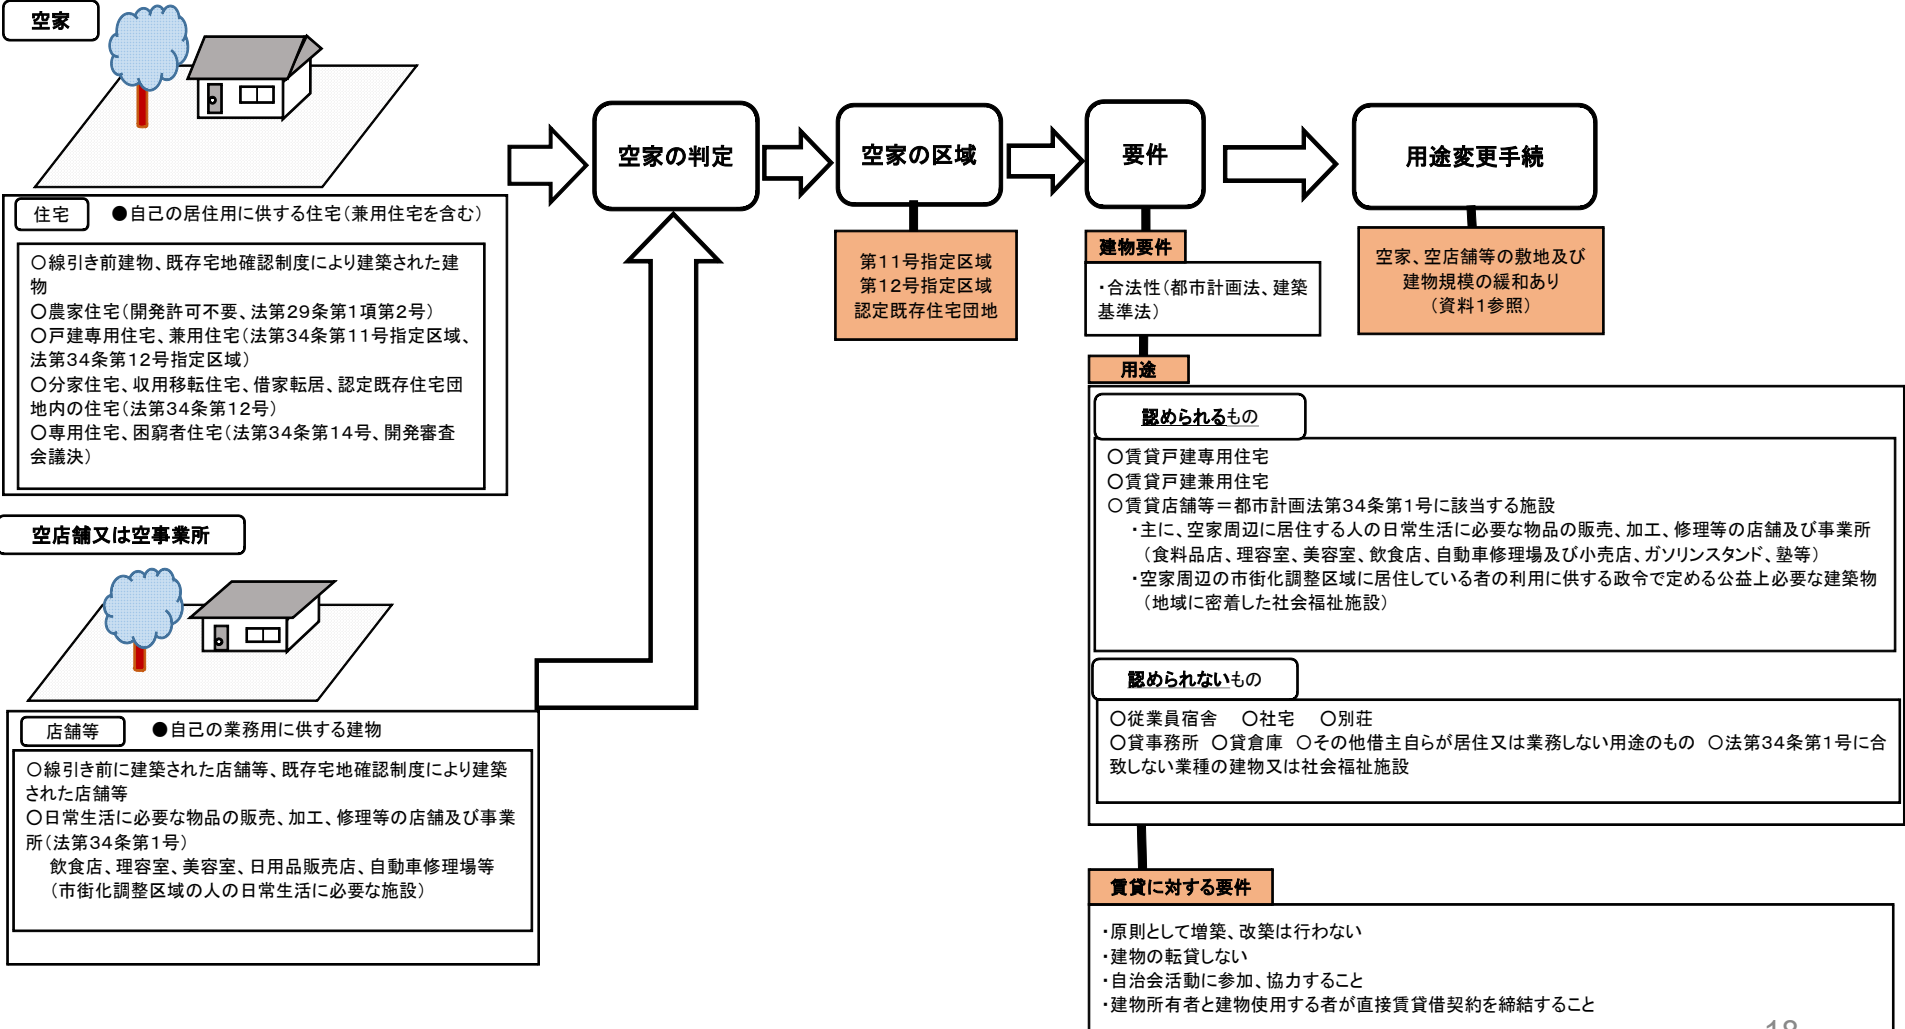 空家
住宅
●自己の居住用に供する住宅(兼用住宅を含む)
○線引き前建物、既存宅地確認制度により建築された建
物
○農家住宅(開発許可不要、法第29条第1項第2号)
○戸建専用住宅、兼用住宅(法第34条第11号指定区域、
法第34条第12号指定区域)
○分家住宅、収用移転住宅、借家転居、認定既存住宅団
地内の住宅(法第34条第12号)
○専用住宅、困窮者住宅(法第34条第14号、開発審査
会議決)
空店舗又は空事業所
店舗等
●自己の業務用に供する建物
○線引き前に建築された店舗等、既存宅地確認制度により建築
された店舗等
○日常生活に必要な物品の販売、加工、修理等の店舗及び事業
所(法第34条第1号)
飲食店、理容室、美容室、日用品販売店、自動車修理場等
(市街化調整区域の人の日常生活に必要な施設)
空家の判定
空家の区域
第11号指定区域
第12号指定区域
認定既存住宅団地
要件
建物要件
・合法性(都市計画法、建築
基準法)
用途
認められるもの
○賃貸戸建専用住宅
○賃貸戸建兼用住宅
○賃貸店舗等=都市計画法第34条第1号に該当する施設
・主に、空家周辺に居住する人の日常生活に必要な物品の販売、加工、修理等の店舗及び事業所
(食料品店、理容室、美容室、飲食店、自動車修理場及び小売店、ガソリンスタンド、塾等)
・空家周辺の市街化調整区域に居住している者の利用に供する政令で定める公益上必要な建築物
(地域に密着した社会福祉施設)
認められないもの
○従業員宿舎 ○社宅 ○別荘
○貸事務所 ○貸倉庫 ○その他借主自らが居住又は業務しない用途のもの ○法第34条第1号に合
致しない業種の建物又は社会福祉施設
賃貸に対する要件
・原則として増築、改築は行わない
・建物の転貸しない
・自治会活動に参加、協力すること
・建物所有者と建物使用する者が直接賃貸借契約を締結すること
用途変更手続
空家、空店舗等の敷地及び
建物規模の緩和あり
(資料1参照)